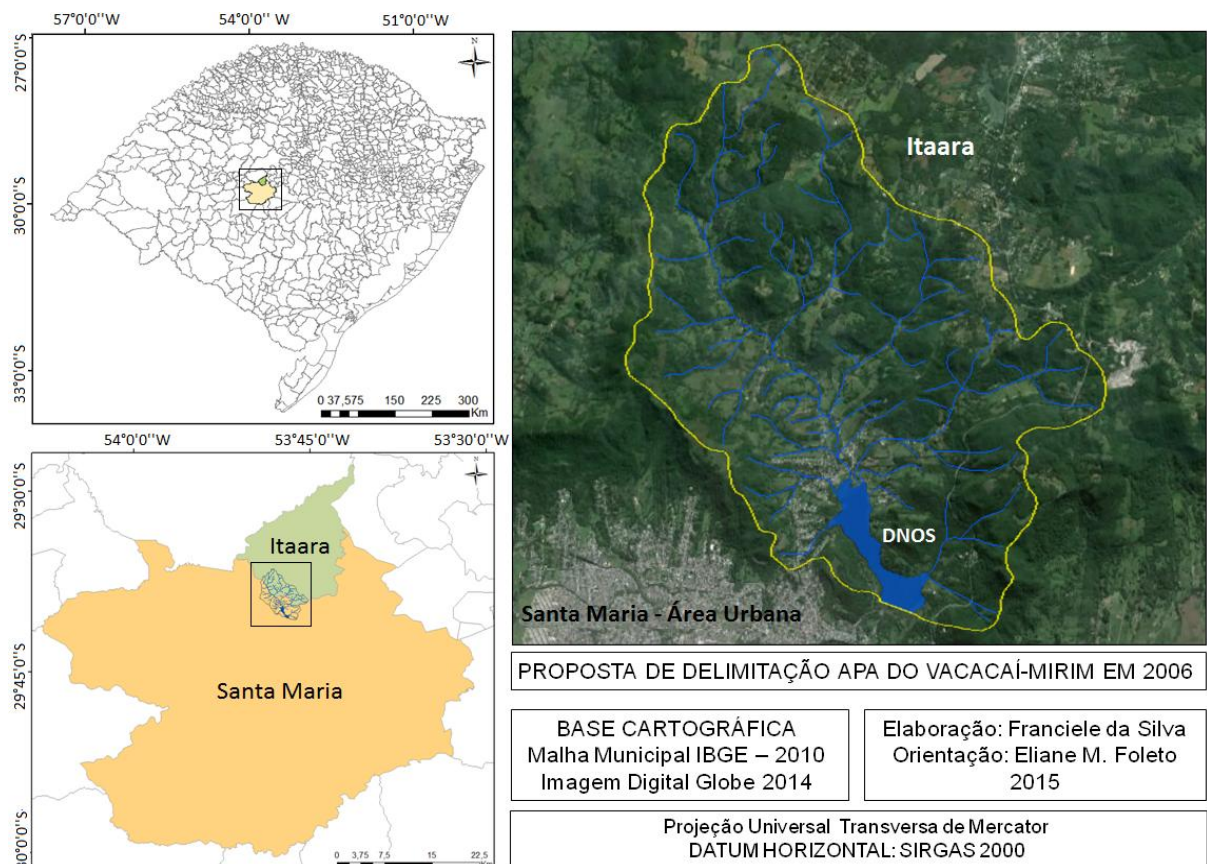 57°0'0''W 54°0'0''W 51°0'0''W
N
27°0'0''S
30°0'0''S
33°0'0''S
0 37,575 150 225 300
Km
54°0'0''W 53°45'0''W 53°30'0''W
N
29°30'0''S
29°45'0''S
Itaara
Santa Maria
0 3,75 7,5 15 22,5
Itaara
DNOS
Santa Maria - Área Urbana
PROPOSTA DE DELIMITAÇÃO APA DO VACACAÍ-MIRIM EM 2006
BASE CARTOGRÁFICA
Malha Municipal IBGE – 2010
Imagem Digital Globe 2014
Elaboração: Franciele da Silva
Orientação: Eliane M. Foleto
2015
Projeção Universal Transversa de Mercator
DATUM HORIZONTAL: SIRGAS 2000